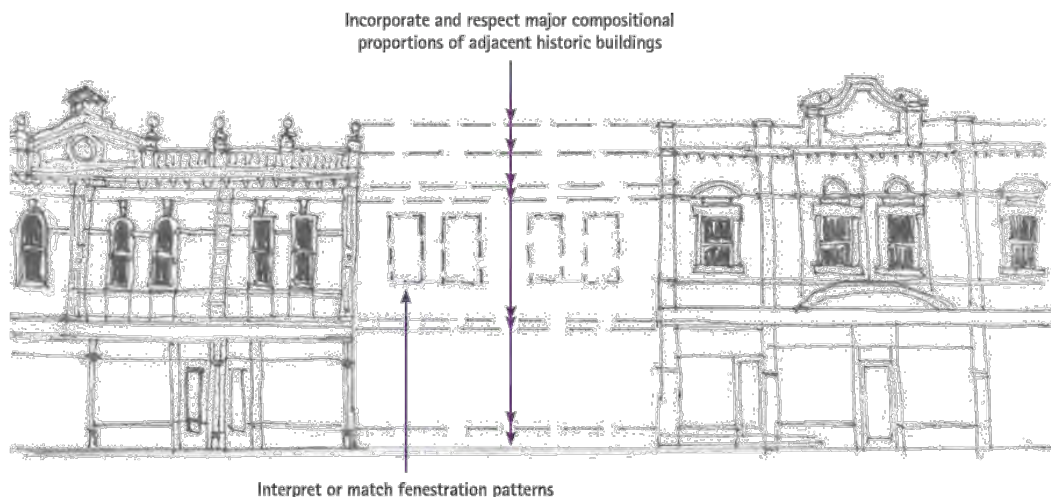 Incorporate and respect major compositional
proportions of adjacent historic buildings
Interpret or match fenestration patterns